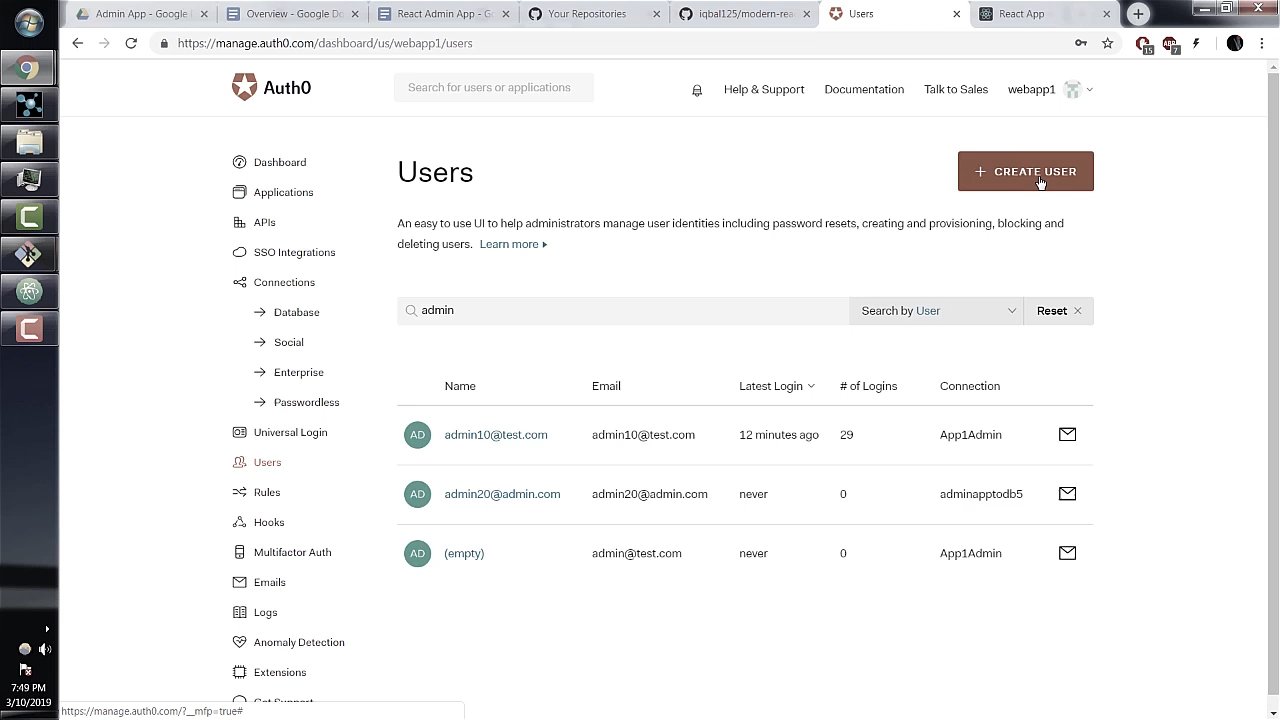 Admin App - Google
Overview. - Google Do
React Admin App - G
Your Repositories
iqbal125/modern-rea
Users
React App
https://manage.auth0.com/dashboard/us/webapp1/users
15
7
Auth0
Search for users or applications
Help & Support
Documentation
Talk to Sales
webapp1
Dashboard
Applications
APIs
SSO Integrations
Connections
Database
Social
Enterprise
Passwordless
Universal Login
Users
Rules
Hooks
Multifactor Auth
Emails
Logs
Anomaly Detection
Extensions
Get Support
Users
+ CREATE USER
An easy to use UI to help administrators manage user identities including password resets, creating and provisioning, blocking and
deleting users. Learn more
admin
Search by User
Reset
Name Email Latest Login # of Logins Connection
AD admin10@test.com admin10@test.com 12 minutes ago 29 App1Admin
AD admin20@admin.com admin20@admin.com never 0 adminapptodb5
AD (empty) admin@test.com never 0 App1Admin
7:49 PM
3/10/2019
https://manage.auth0.com/?__mfp=true#